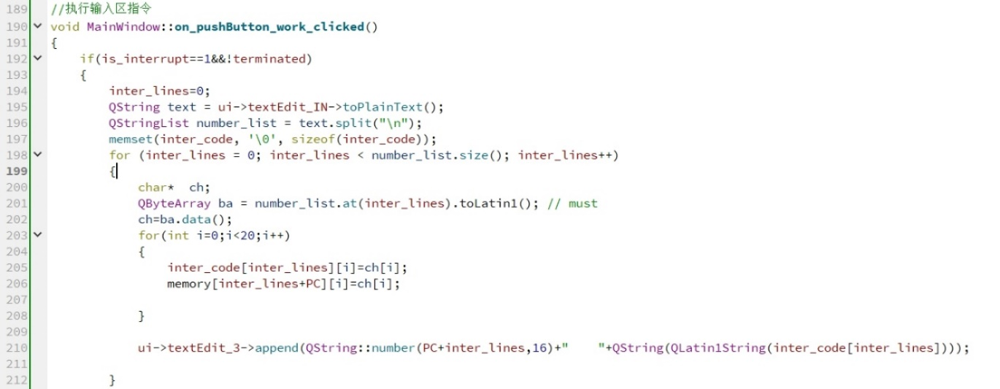 189 //执行输入区指令
190 void MainWindow::on_pushButton_work_clicked()
191 {
192 if(is_interrupt==1&&!terminated)
193 {
194 inter_lines=0;
195 QString text = ui->textEdit_IN->toPlainText();
196 QStringList number_list = text.split("\n");
197 memset(inter_code, '\0', sizeof(inter_code));
198 for (inter_lines = 0; inter_lines < number_list.size(); inter_lines++)
199 {
200 char*  ch;
201 QByteArray ba = number_list.at(inter_lines).toLatin1(); // must
202 ch=ba.data();
203 for(int i=0;i<20;i++)
204 {
205 inter_code[inter_lines][i]=ch[i];
206 memory[inter_lines+PC][i]=ch[i];
207
208 }
209
210 ui->textEdit_3->append(QString::number(PC+inter_lines,16)+"    "+QString(QLatin1String(inter_code[inter_lines])));
211
212 }